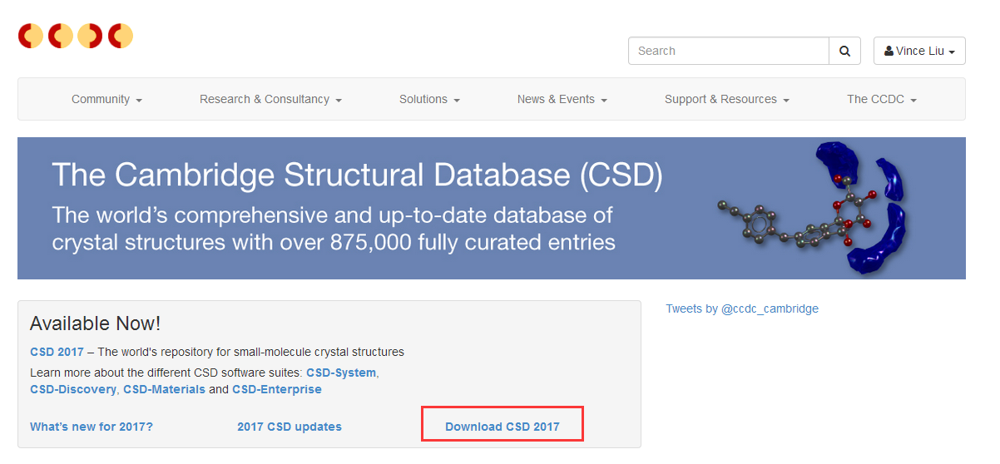 CCDC
Search
Vince Liu
Community
Research & Consultancy
Solutions
News & Events
Support & Resources
The CCDC
The Cambridge Structural Database (CSD)
The world's comprehensive and up-to-date database of
crystal structures with over 875,000 fully curated entries
Available Now!
CSD 2017 – The world's repository for small-molecule crystal structures
Learn more about the different CSD software suites: CSD-System,
CSD-Discovery, CSD-Materials and CSD-Enterprise
What's new for 2017?
2017 CSD updates
Download CSD 2017
Tweets by @ccdc_cambridge